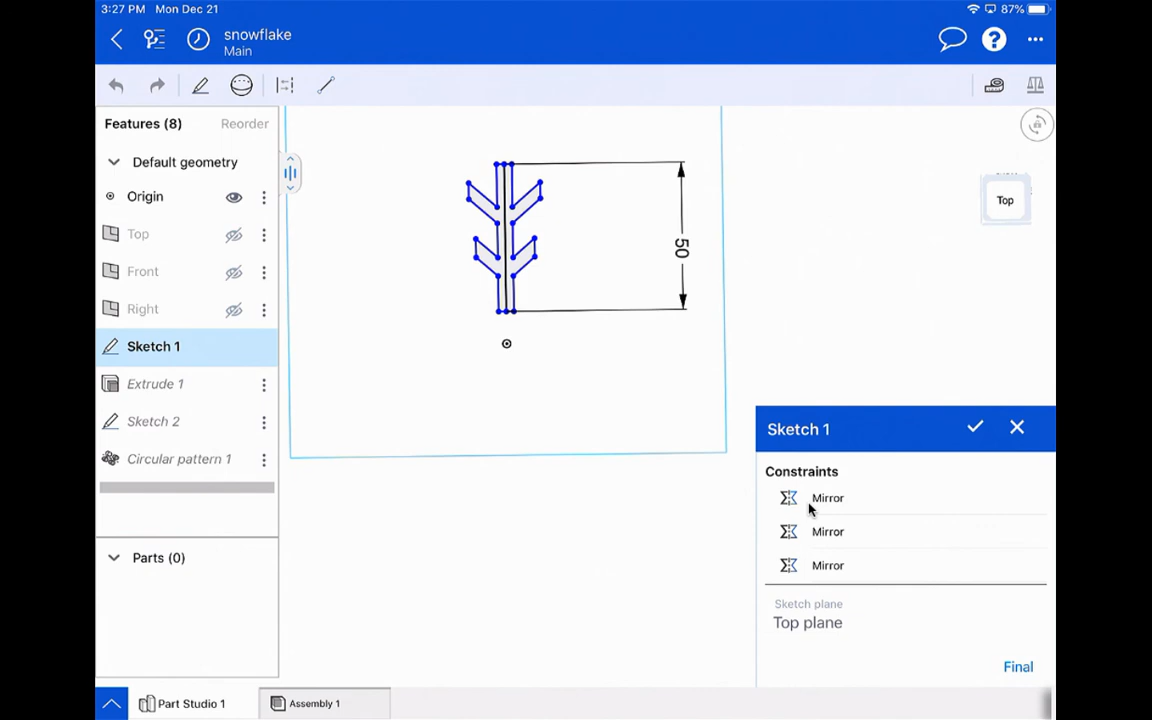 3:27 PM Mon Dec 21
87%
snowflake
Main
Features (8)
Reorder
Default geometry
Origin
Top
Front
Right
Sketch 1
Extrude 1
Sketch 2
Circular pattern 1
Parts (0)
50
Top
Sketch 1
Constraints
Mirror
Mirror
Mirror
Sketch plane
Top plane
Final
Part Studio 1
Assembly 1